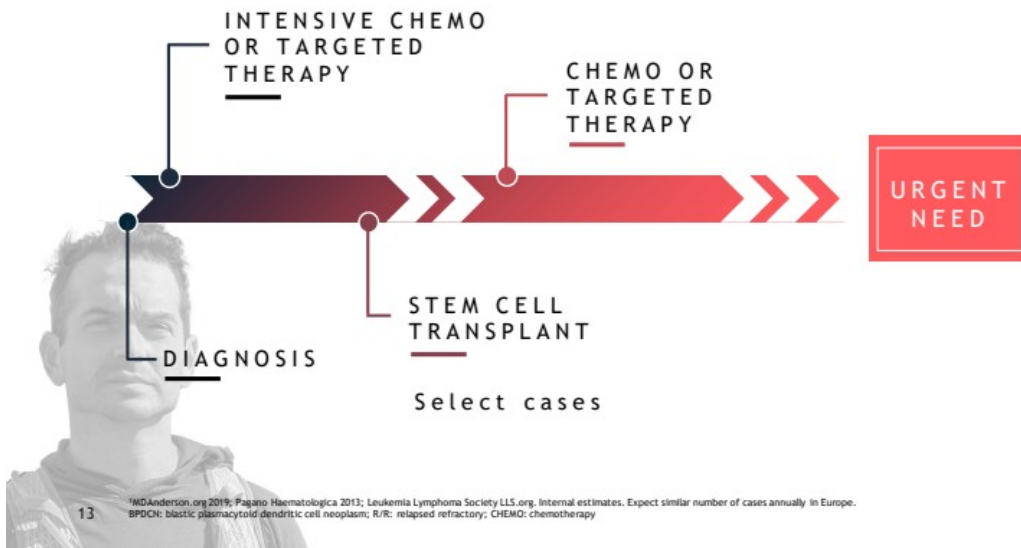 INTENSIVE CHEMO
OR TARGETED
THERAPY
CHEMO OR
TARGETED
THERAPY
URGENT
NEED
STEM CELL
TRANSPLANT
DIAGNOSIS
Select cases
¹MDAnderson.org 2019; Pagano Haematologica 2013; Leukemia Lymphoma Society LLS.org. Internal estimates. Expect similar number of cases annually in Europe.
13
BPDCN: blastic plasmacytoid dendritic cell neoplasm; R/R: relapsed refractory; CHEMO: chemotherapy